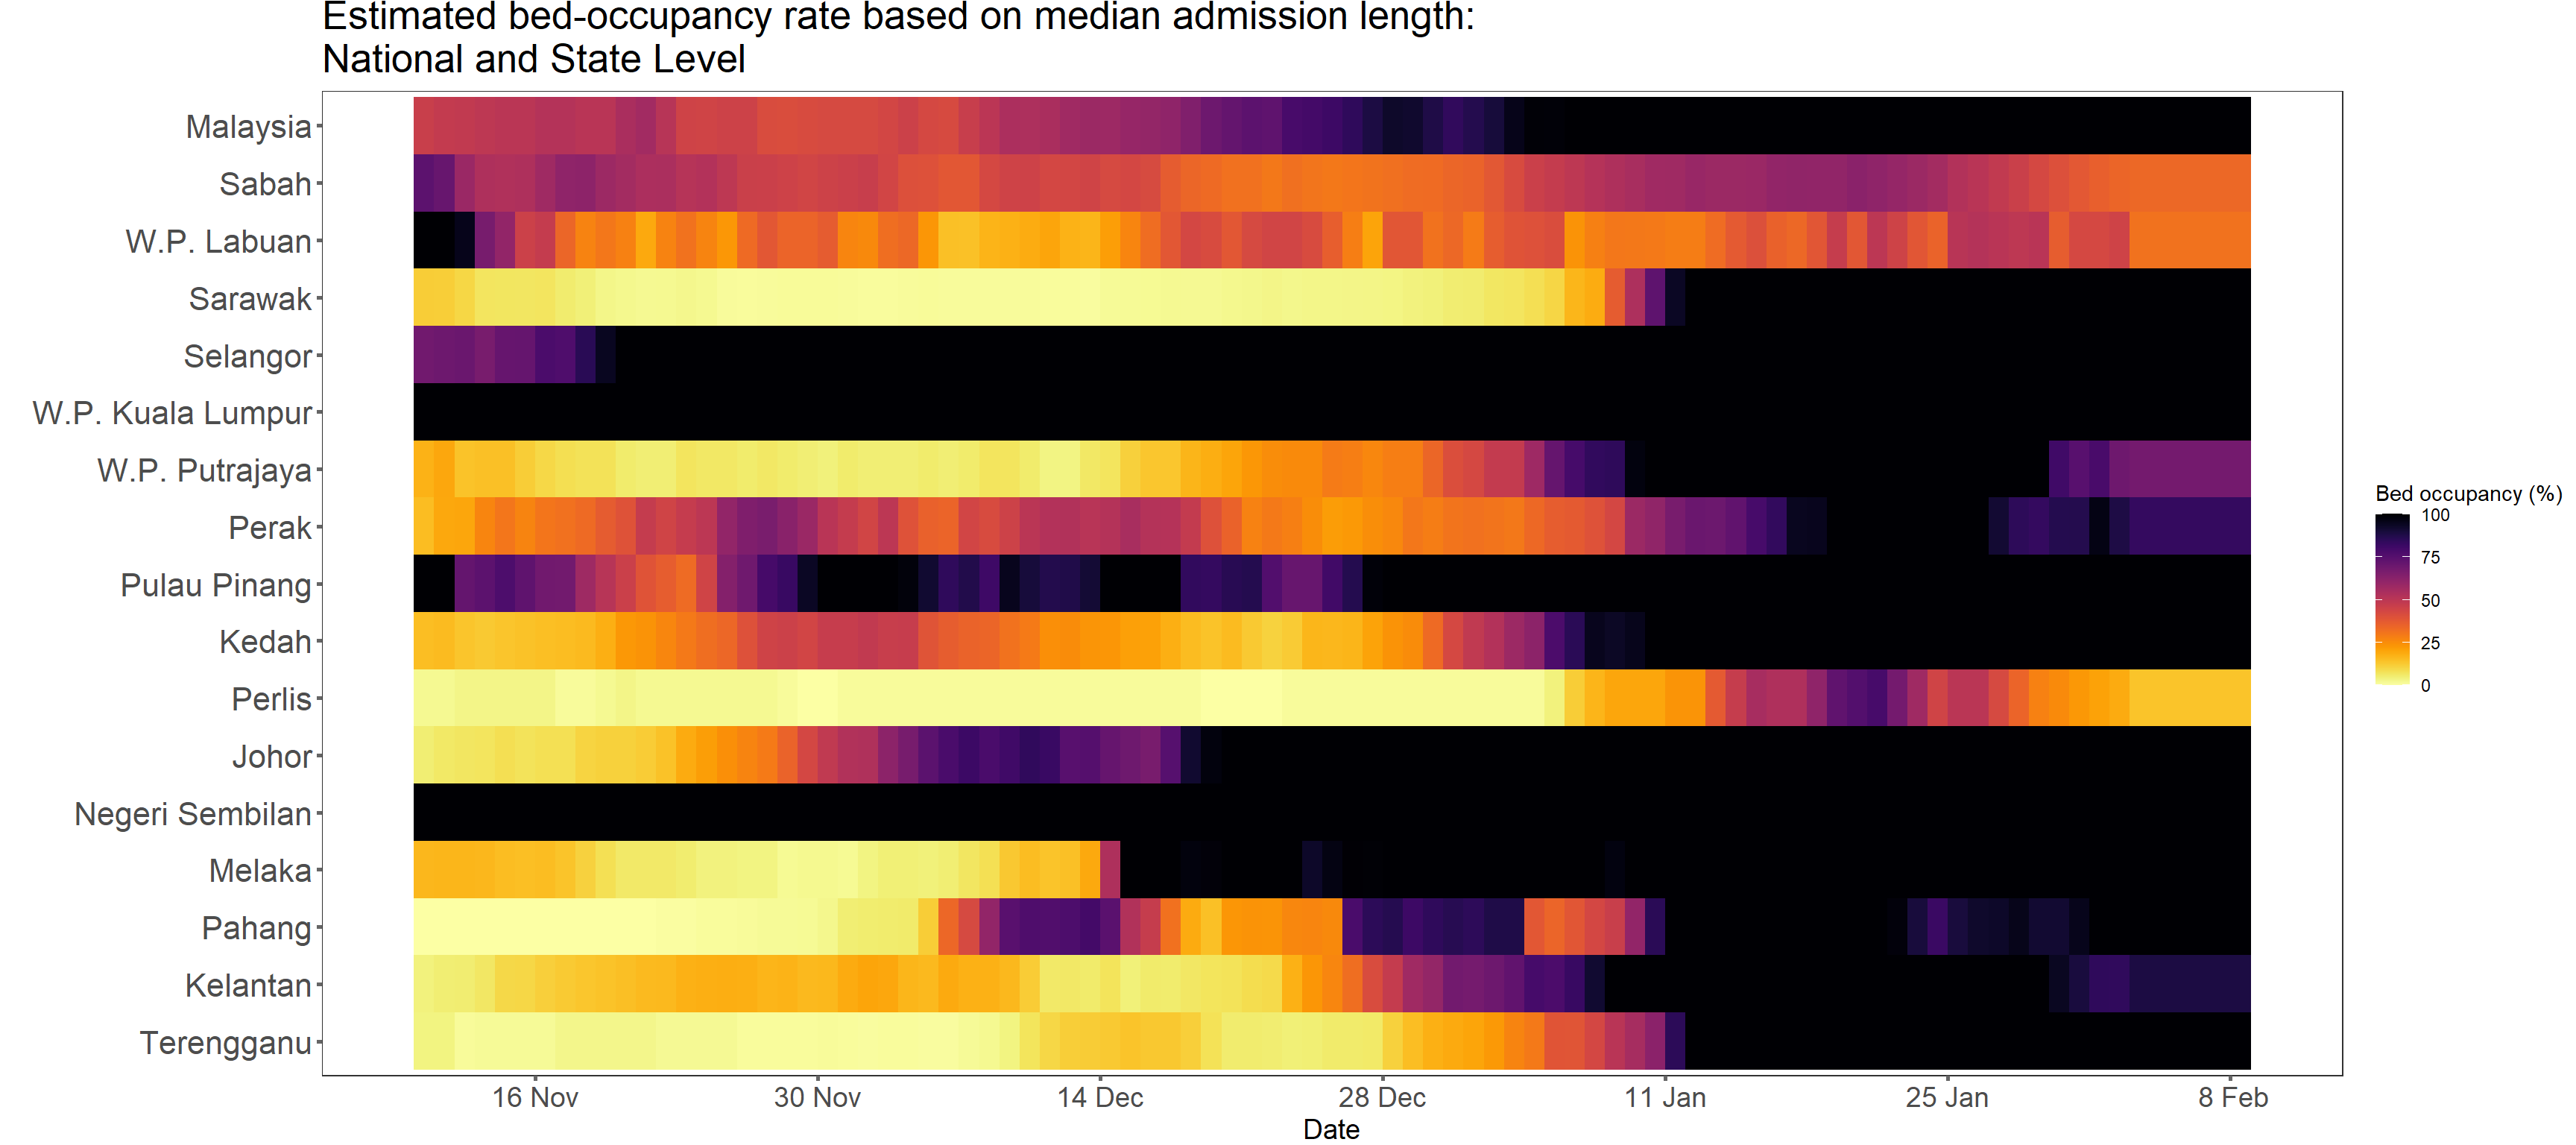 Estimated bed-occupancy rate based on median admission length:
National and State Level
Malaysia
Sabah
W.P. Labuan
Sarawak
Selangor
W.P. Kuala Lumpur
W.P. Putrajaya
Perak
Pulau Pinang
Kedah
Perlis
Johor
Negeri Sembilan
Melaka
Pahang
Kelantan
Terengganu
16 Nov
30 Nov
14 Dec
28 Dec
11 Jan
25 Jan
8 Feb
Date
Bed occupancy (%)
100
75
50
25
0